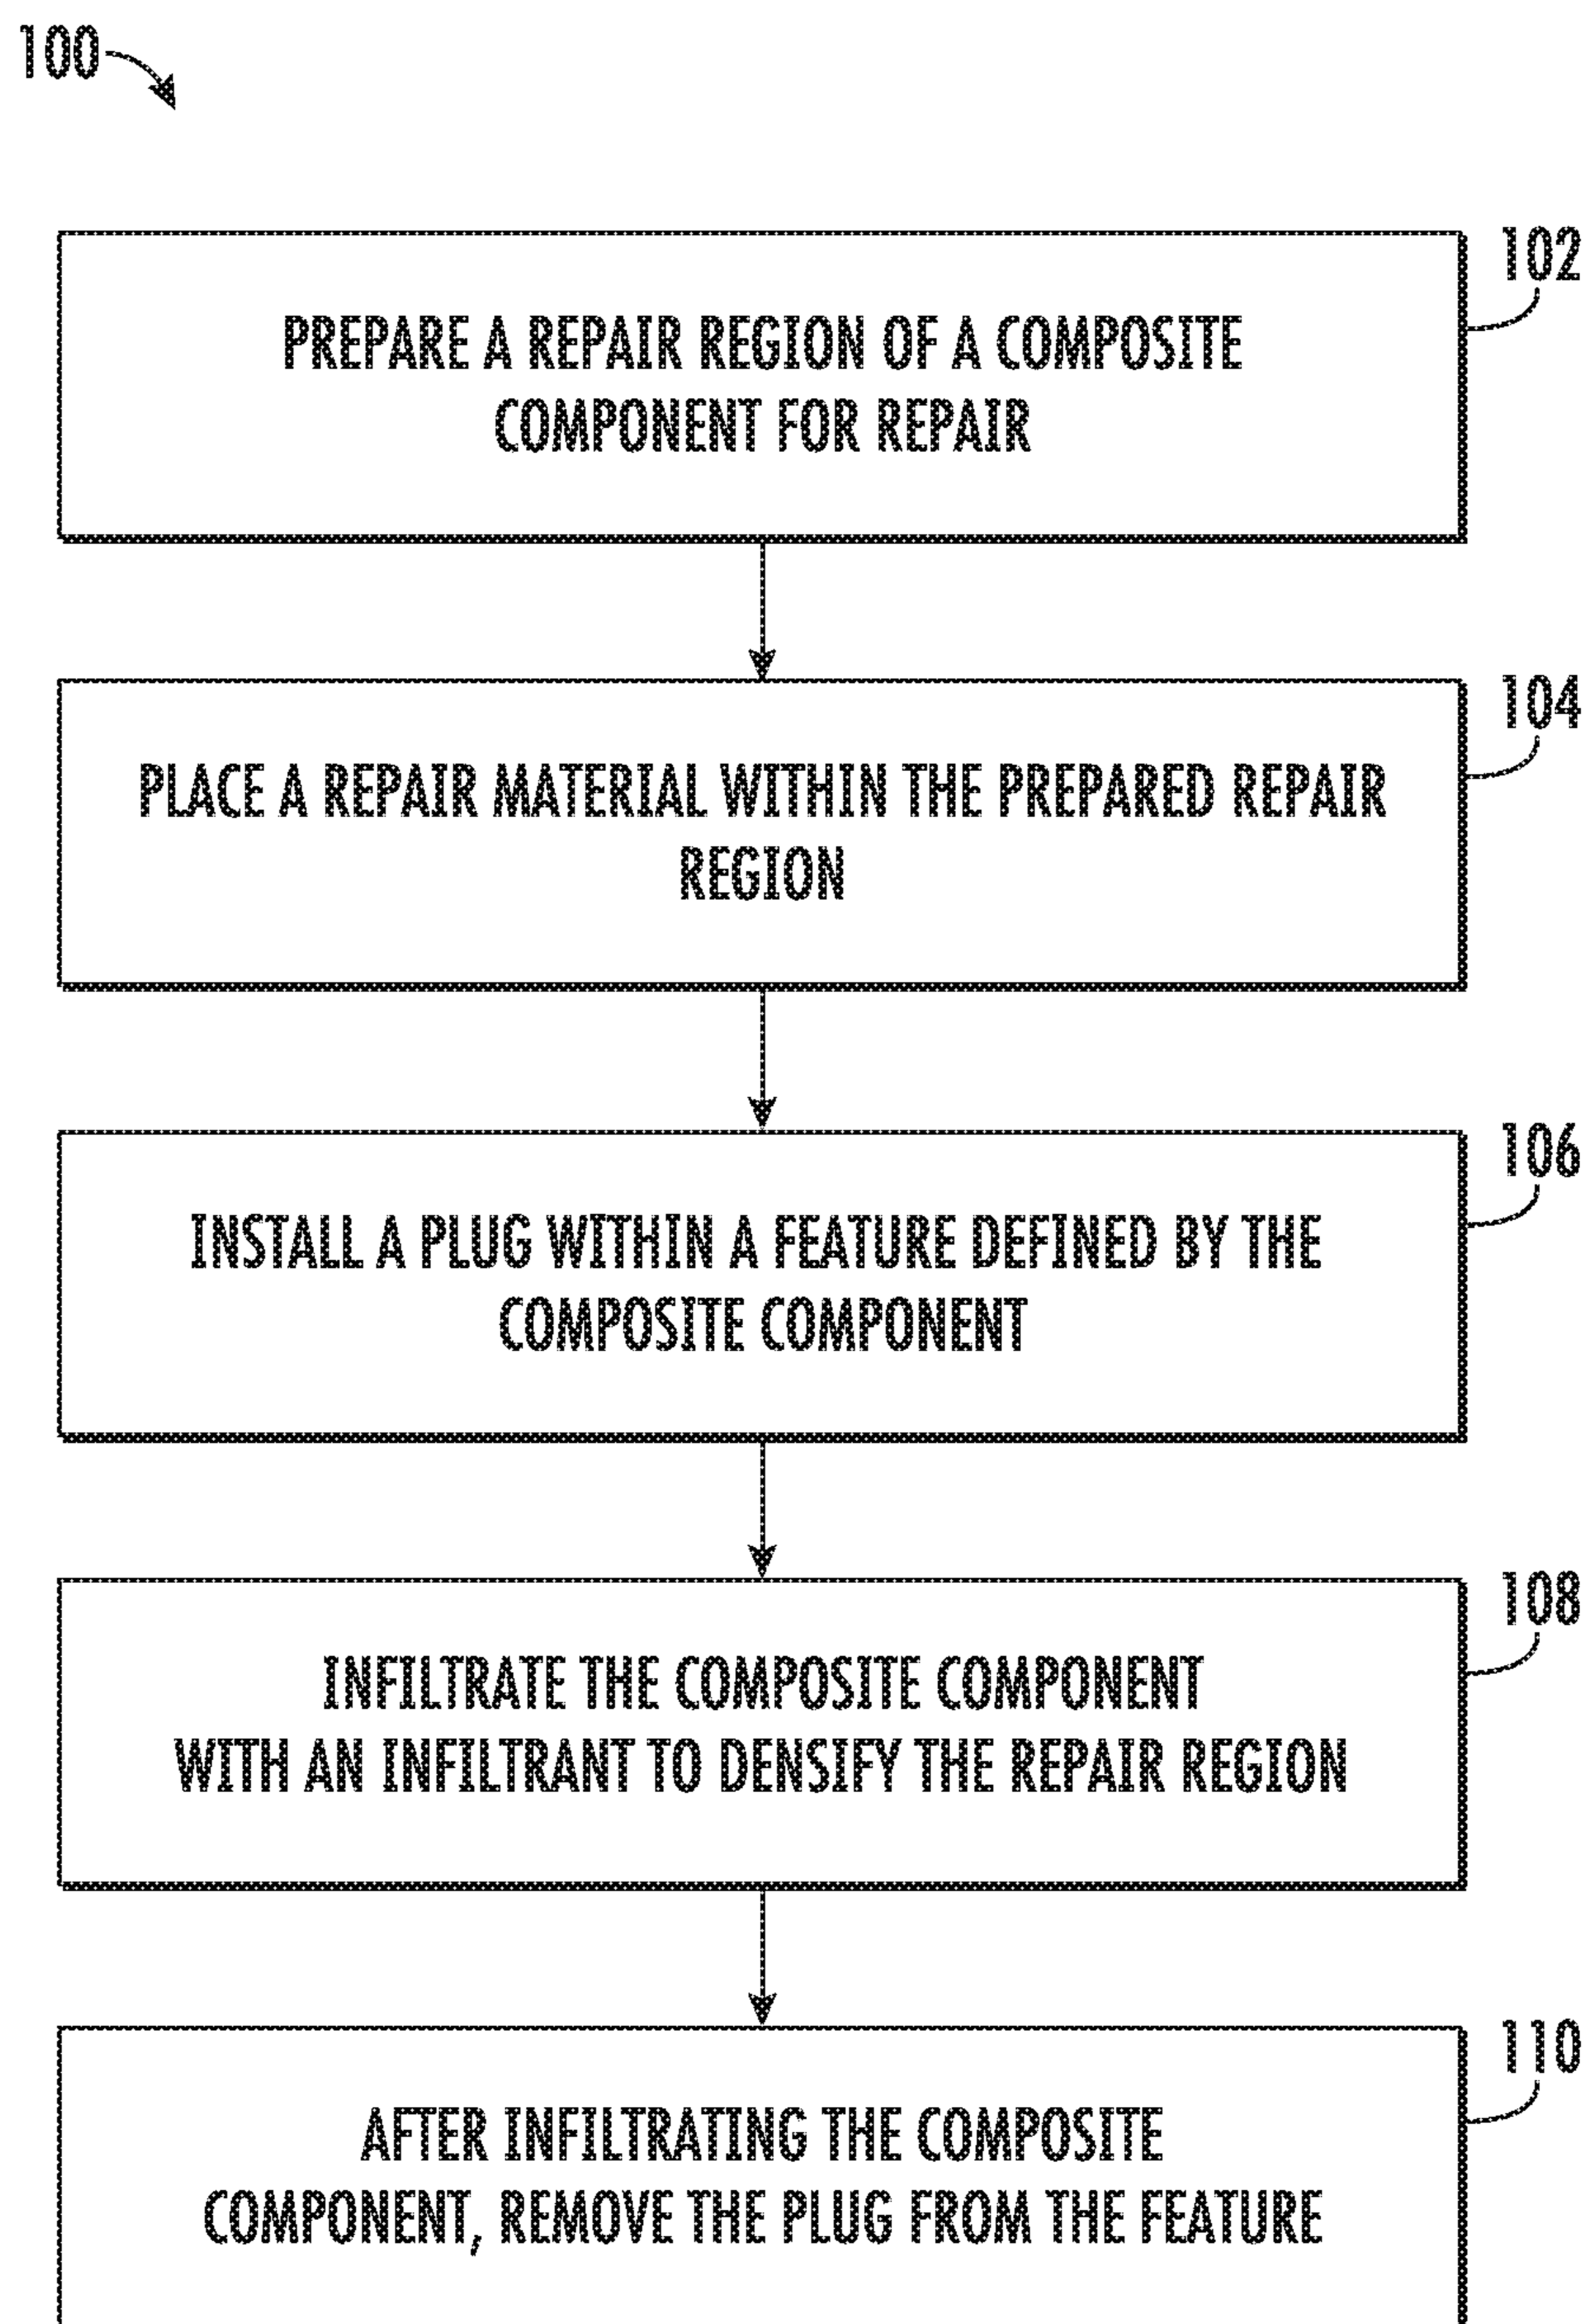 100
102
PREPARE A REPAIR REGION OF A COMPOSITE
COMPONENT FOR REPAIR
104
PLACE A REPAIR MATERIAL WITHIN THE PREPARED REPAIR
REGION
106
INSTALL A PLUG WITHIN A FEATURE DEFINED BY THE
COMPOSITE COMPONENT
108
INFILTRATE THE COMPOSITE COMPONENT
WITH AN INFILTRANT TO DENSIFY THE REPAIR REGION
110
AFTER INFILTRATING THE COMPOSITE
COMPONENT, REMOVE THE PLUG FROM THE FEATURE